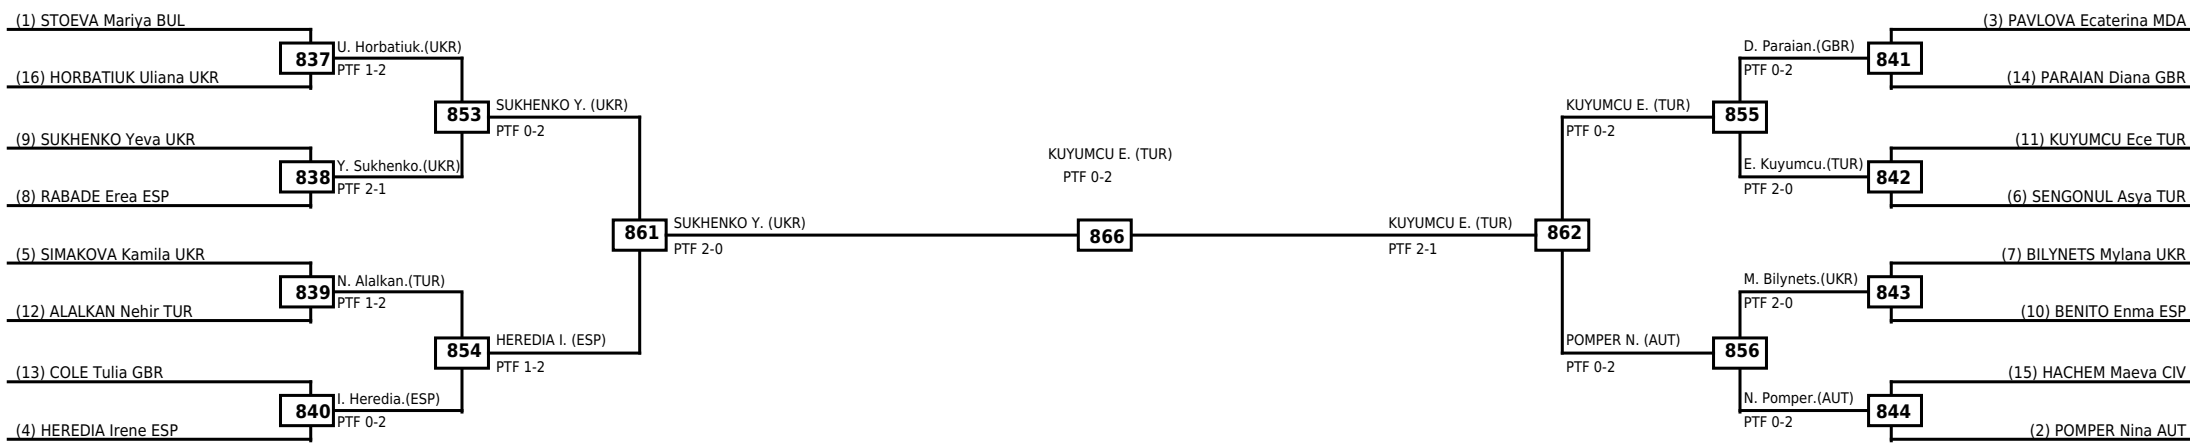 (1) STOEVA Mariya BUL
837
U. Horbatiuk.(UKR)
PTF 1-2
(16) HORBATIUK Uliana UKR
853
SUKHENKO Y. (UKR)
PTF 0-2
(9) SUKHENKO Yeva UKR
838
Y. Sukhenko.(UKR)
PTF 2-1
(8) RABADE Erea ESP
861
SUKHENKO Y. (UKR)
PTF 2-0
(5) SIMAKOVA Kamila UKR
839
N. Alalkan.(TUR)
PTF 1-2
(12) ALALKAN Nehir TUR
854
HEREDIA I. (ESP)
PTF 1-2
(13) COLE Tulia GBR
840
I. Heredia.(ESP)
PTF 0-2
(4) HEREDIA Irene ESP
KUYUMCU E. (TUR)
PTF 0-2
866
(3) PAVLOVA Ecaterina MDA
D. Paraian.(GBR)
841
PTF 0-2
(14) PARAIAN Diana GBR
KUYUMCU E. (TUR)
855
PTF 0-2
(11) KUYUMCU Ece TUR
E. Kuyumcu.(TUR)
842
PTF 2-0
(6) SENGONUL Asya TUR
KUYUMCU E. (TUR)
862
PTF 2-1
(7) BILYNETS Mylana UKR
M. Bilynets.(UKR)
843
PTF 2-0
(10) BENITO Enma ESP
POMPER N. (AUT)
856
PTF 0-2
(15) HACHEM Maeva CIV
N. Pomper.(AUT)
844
PTF 0-2
(2) POMPER Nina AUT